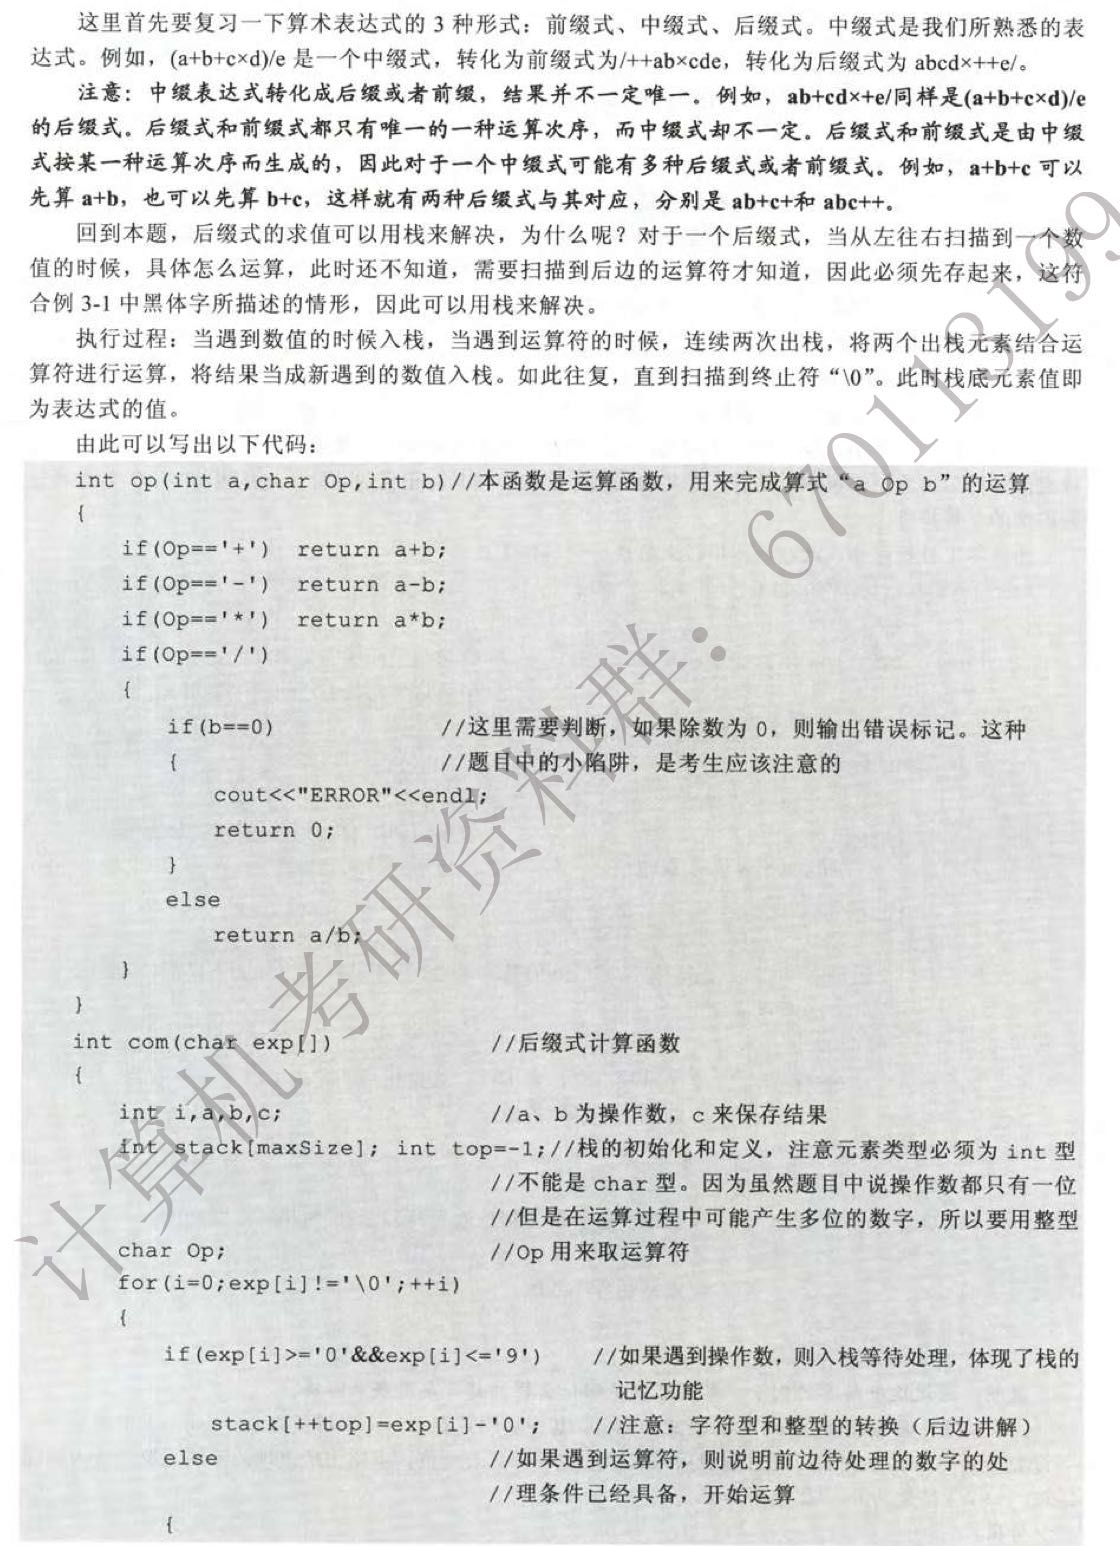 这里首先要复习一下算术表达式的 3 种形式：前缀式、中缀式、后缀式。中缀式是我们所熟悉的表
达式。例如，(a+b+c×d)/e 是一个中缀式，转化为前缀式为/++ab×cde，转化为后缀式为 abcd×++e/。
注意：中缀表达式转化成后缀或者前缀，结果并不一定唯一。例如，ab+cd×+e/同样是(a+b+c×d)/e
的后缀式。后缀式和前缀式都只有唯一的一种运算次序，而中缀式却不一定。后缀式和前缀式是由中缀
式按某一种运算次序而生成的，因此对于一个中缀式可能有多种后缀式或者前缀式。例如，a+b+c 可以
先算 a+b，也可以先算 b+c，这样就有两种后缀式与其对应，分别是 ab+c+和 abc++。
回到本题，后缀式的求值可以用栈来解决，为什么呢？对于一个后缀式，当从左往右扫描到一个数
值的时候，具体怎么运算，此时还不知道，需要扫描到后边的运算符才知道，因此必须先存起来，这符
合例 3-1 中黑体字所描述的情形，因此可以用栈来解决。
执行过程：当遇到数值的时候入栈，当遇到运算符的时候，连续两次出栈，将两个出栈元素结合运
算符进行运算，将结果当成新遇到的数值入栈。如此往复，直到扫描到终止符“\0”。此时栈底元素值即
为表达式的值。
由此可以写出以下代码：
int op(int a,char Op,int b)//本函数是运算函数，用来完成算式“a Op b”的运算
{
if(Op=='+') return a+b;
if(Op=='-') return a-b;
if(Op=='*') return a*b;
if(Op=='/')
{
if(b==0) //这里需要判断，如果除数为 0，则输出错误标记。这种
{ //题目中的小陷阱，是考生应该注意的
cout<<"ERROR"<<endl;
return 0;
}
else
return a/b;
}
}
int com(char exp[]) //后缀式计算函数
{
int i,a,b,c; //a、b 为操作数，c 来保存结果
int stack[maxSize]; int top=-1;//栈的初始化和定义，注意元素类型必须为 int 型
//不能是 char 型。因为虽然题目中说操作数都只有一位
//但是在运算过程中可能产生多位的数字，所以要用整型
char Op; //Op 用来取运算符
for(i=0;exp[i]!='\0';++i)
{
if(exp[i]>='0'&&exp[i]<='9') //如果遇到操作数，则入栈等待处理，体现了栈的
记忆功能
stack[++top]=exp[i]-'0'; //注意：字符型和整型的转换（后边讲解）
else //如果遇到运算符，则说明前边待处理的数字的处
//理条件已经具备，开始运算
{
计算机考研资料群：670113199